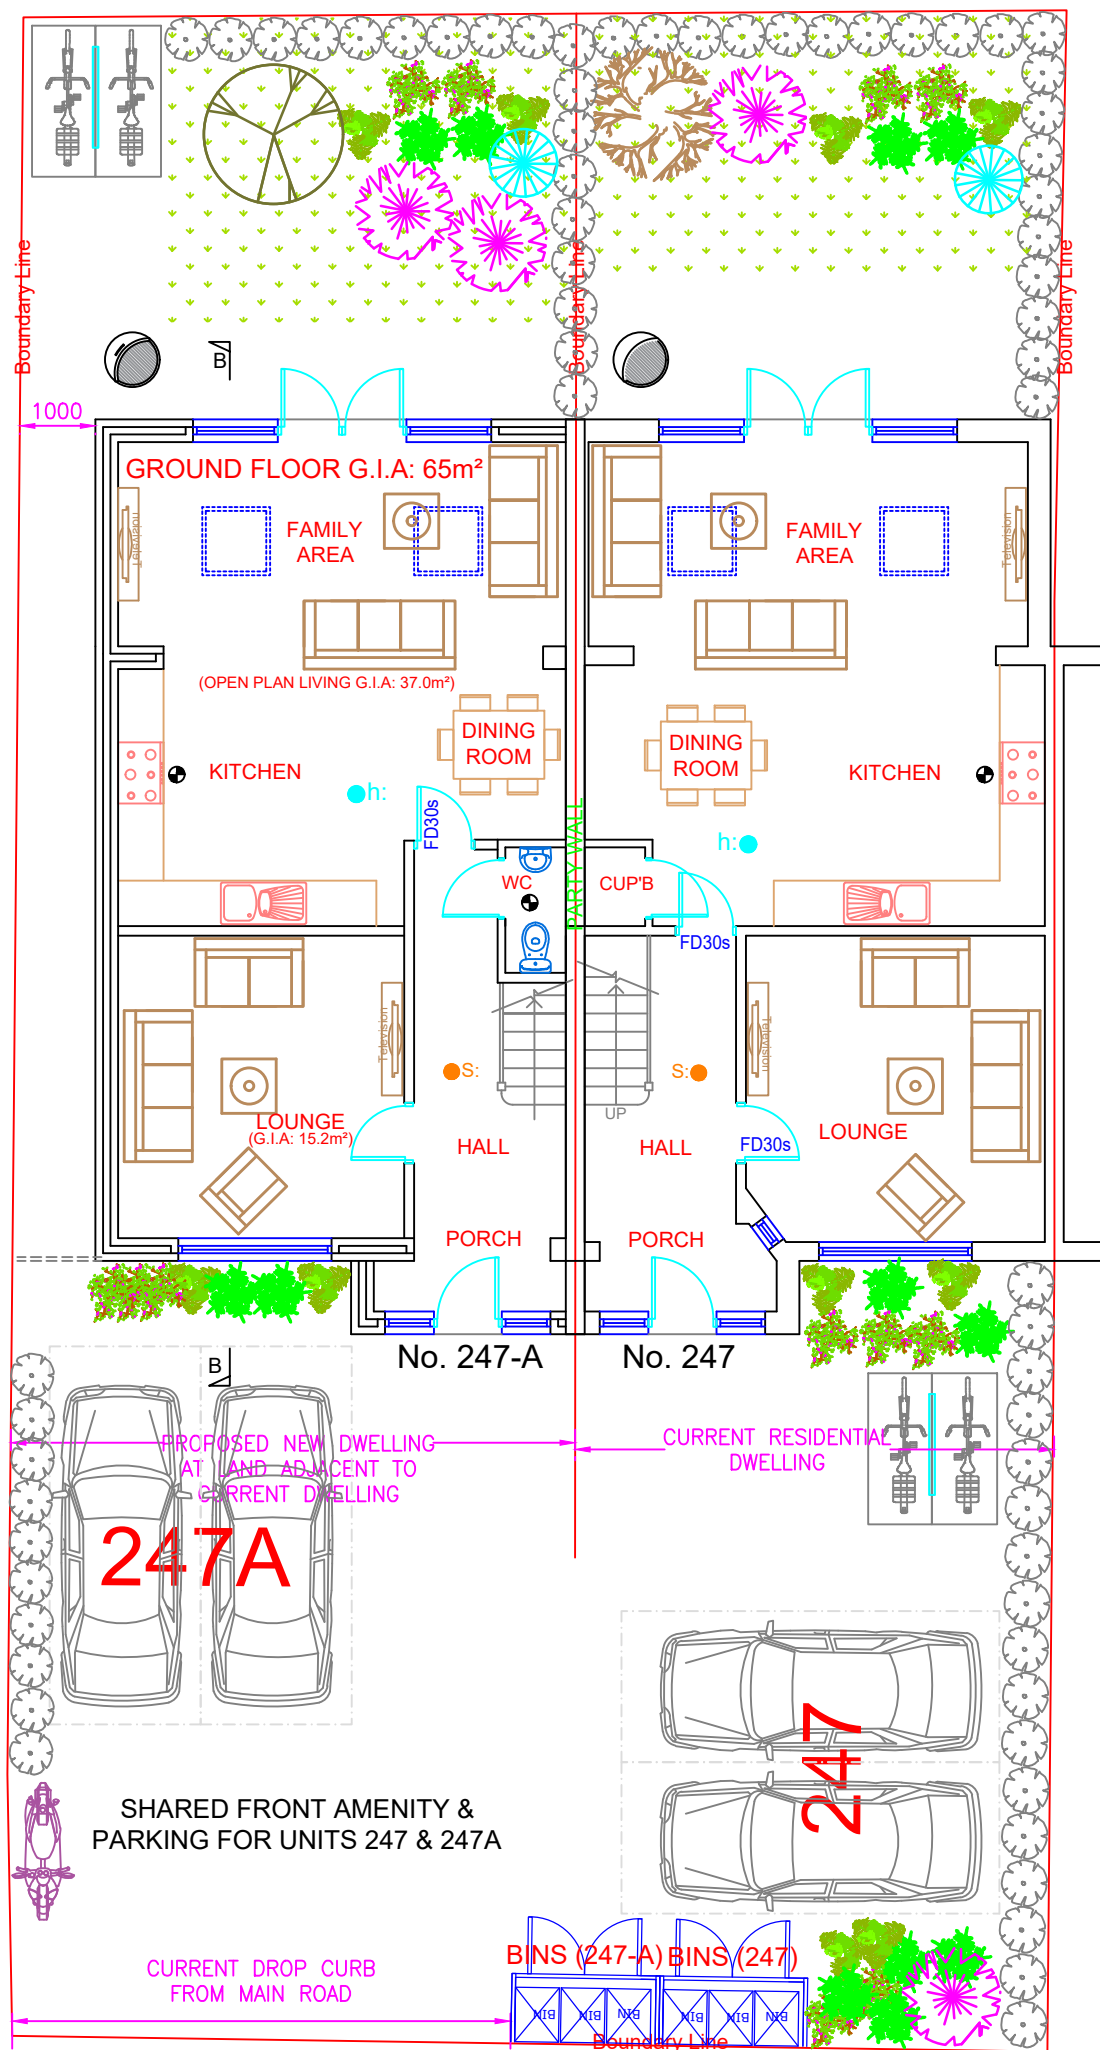 Boundary Line
Boundary Line
Boundary Line
B
1000
GROUND FLOOR G.I.A: 65m²
FAMILY
AREA
FAMILY
AREA
Television
Television
(OPEN PLAN LIVING G.I.A: 37.0m²)
DINING
ROOM
DINING
ROOM
KITCHEN
KITCHEN
h:
h:
FD30s
PARTY WALL
WC
CUP'B
FD30s
Television
Television
S:
S:
UP
LOUNGE
(G.I.A: 15.2m²)
HALL
HALL
FD30s
LOUNGE
PORCH
PORCH
No. 247-A
No. 247
B
PROPOSED NEW DWELLING
AT LAND ADJACENT TO
CURRENT DWELLING
CURRENT RESIDENTIAL
DWELLING
247A
247
SHARED FRONT AMENITY &
PARKING FOR UNITS 247 & 247A
BINS (247-A)
BINS (247)
CURRENT DROP CURB
FROM MAIN ROAD
BIN
BIN
BIN
BIN
BIN
BIN
Boundary Line